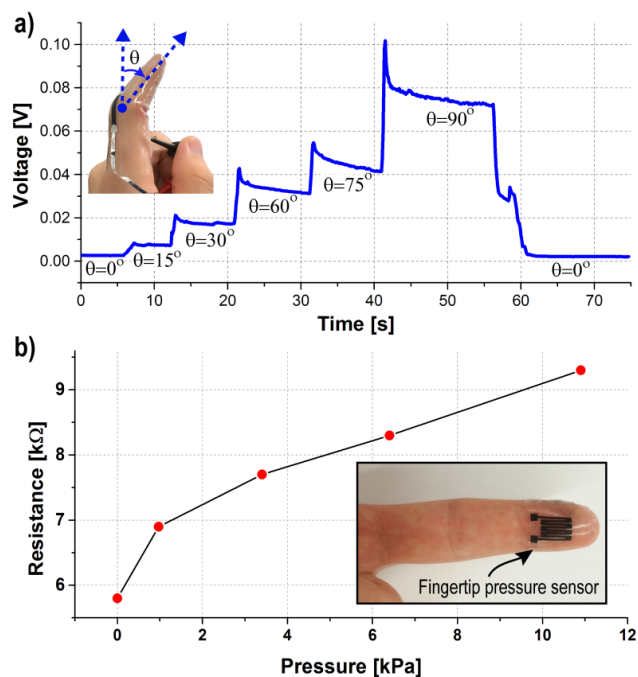 a)
0.10
0.08
0.06
0.04
0.02
0.00
Voltage [V]
θ
θ=0°
θ=15°
θ=30°
θ=60°
θ=75°
θ=90°
θ=0°
0 10 20 30 40 50 60 70
Time [s]
b)
9
8
7
6
Resistance [kΩ]
Fingertip pressure sensor
0 2 4 6 8 10 12
Pressure [kPa]